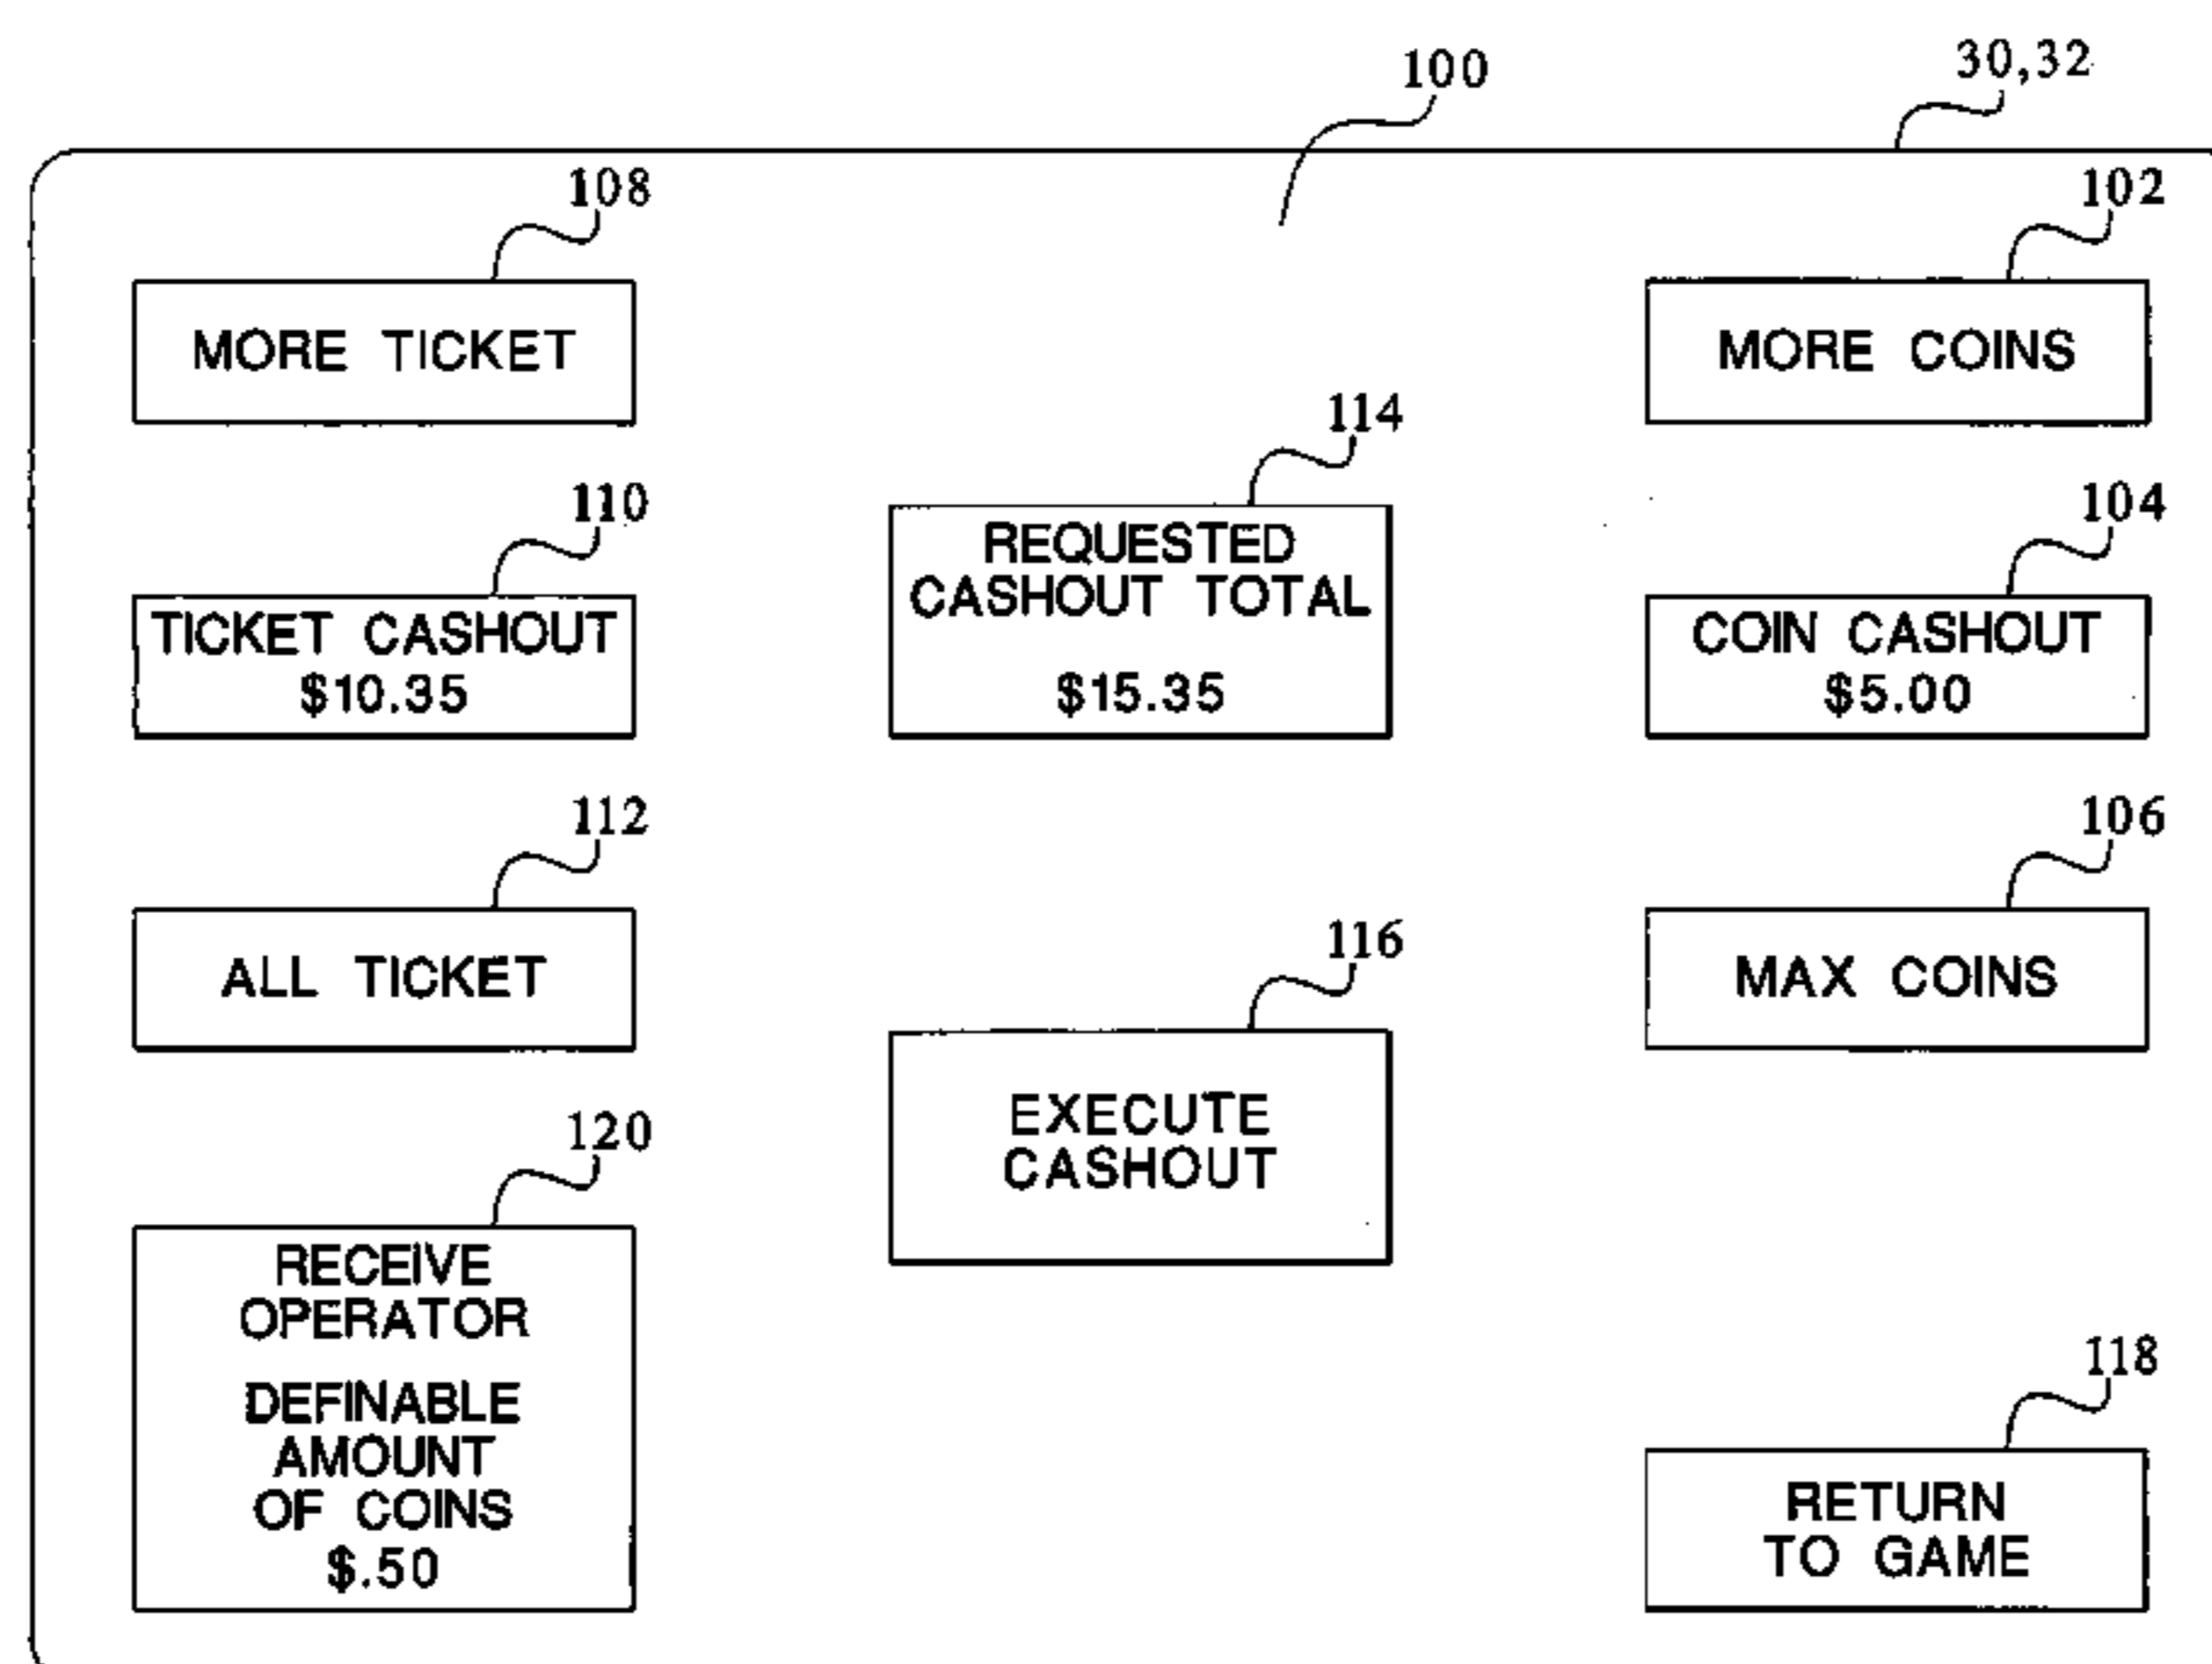 100
30,32
108
102
MORE TICKET
MORE COINS
114
110
104
REQUESTED
CASHOUT TOTAL
$15.35
TICKET CASHOUT
$10.35
COIN CASHOUT
$5.00
112
106
ALL TICKET
MAX COINS
116
EXECUTE
CASHOUT
120
RECEIVE
OPERATOR
DEFINABLE
AMOUNT
OF COINS
$.50
118
RETURN
TO GAME